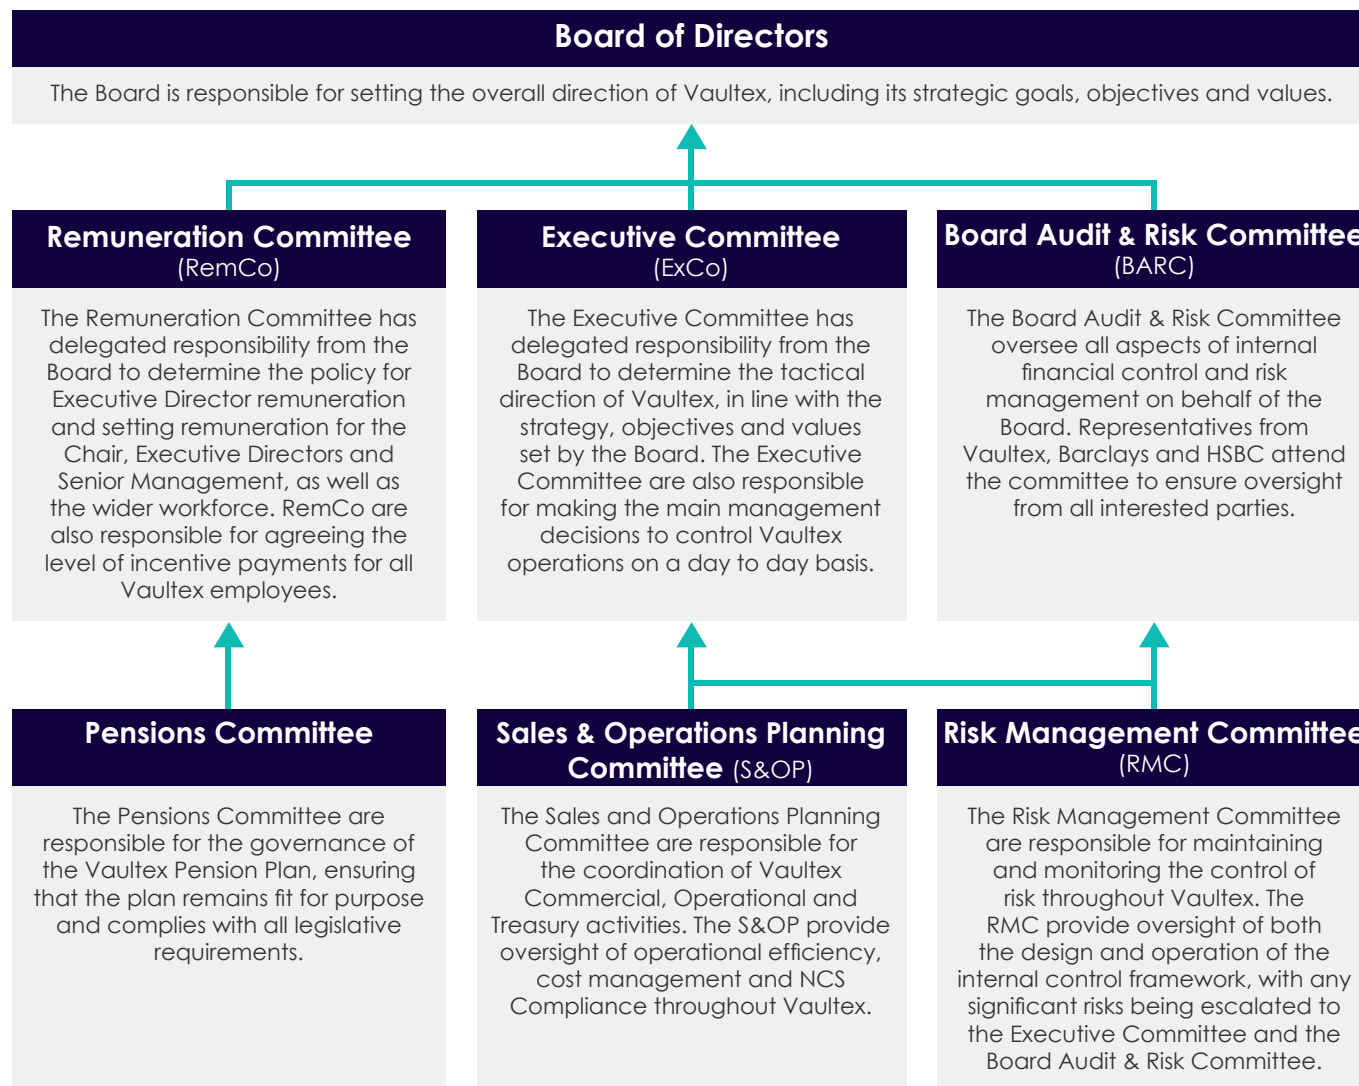 Board of Directors
The Board is responsible for setting the overall direction of Vaultex, including its strategic goals, objectives and values.
Remuneration Committee
(RemCo)
The Remuneration Committee has
delegated responsibility from the
Board to determine the policy for
Executive Director remuneration
and setting remuneration for the
Chair, Executive Directors and
Senior Management, as well as
the wider workforce. RemCo are
also responsible for agreeing the
level of incentive payments for all
Vaultex employees.
Executive Committee
(ExCo)
The Executive Committee has
delegated responsibility from the
Board to determine the tactical
direction of Vaultex, in line with the
strategy, objectives and values
set by the Board. The Executive
Committee are also responsible
for making the main management
decisions to control Vaultex
operations on a day to day basis.
Board Audit & Risk Committee
(BARC)
The Board Audit & Risk Committee
oversee all aspects of internal
financial control and risk
management on behalf of the
Board. Representatives from
Vaultex, Barclays and HSBC attend
the committee to ensure oversight
from all interested parties.
Pensions Committee
The Pensions Committee are
responsible for the governance of
the Vaultex Pension Plan, ensuring
that the plan remains fit for purpose
and complies with all legislative
requirements.
Sales & Operations Planning
Committee (S&OP)
The Sales and Operations Planning
Committee are responsible for
the coordination of Vaultex
Commercial, Operational and
Treasury activities. The S&OP provide
oversight of operational efficiency,
cost management and NCS
Compliance throughout Vaultex.
Risk Management Committee
(RMC)
The Risk Management Committee
are responsible for maintaining
and monitoring the control of
risk throughout Vaultex. The
RMC provide oversight of both
the design and operation of the
internal control framework, with any
significant risks being escalated to
the Executive Committee and the
Board Audit & Risk Committee.